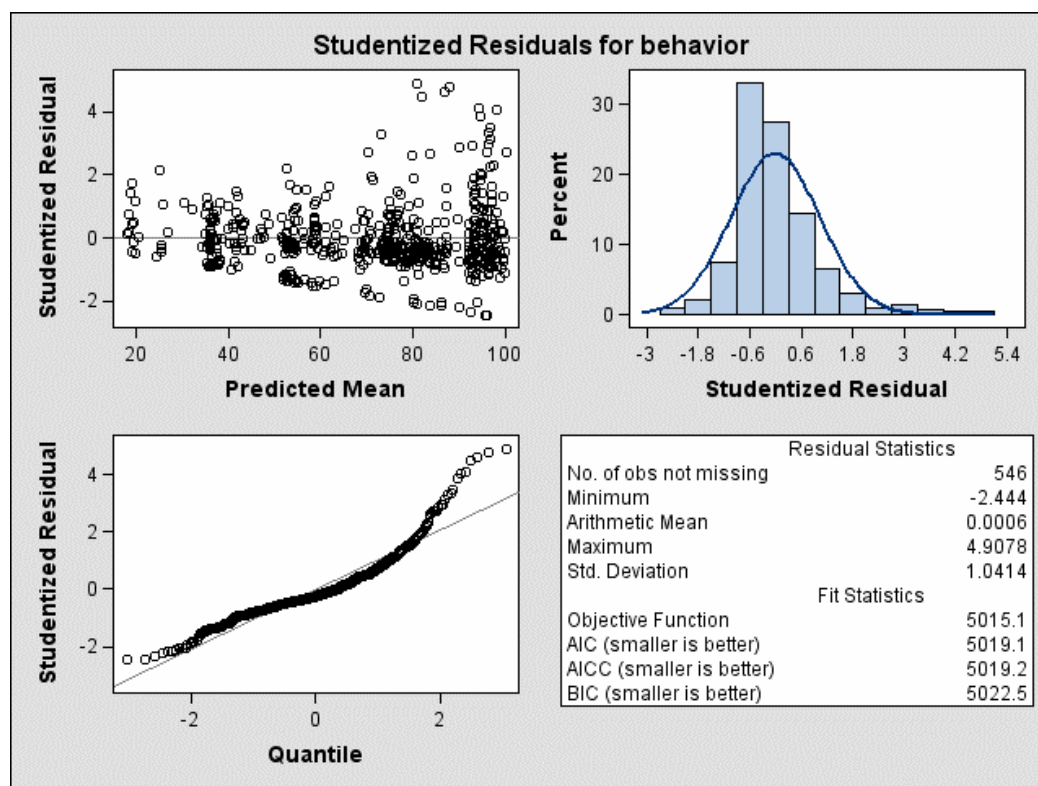 Studentized Residuals for behavior
Studentized Residual
4
2
0
-2
20 40 60 80 100
Predicted Mean
Percent
30
20
10
0
-3 -1.8 -0.6 0.6 1.8 3 4.2 5.4
Studentized Residual
Studentized Residual
4
2
0
-2
-2 0 2
Quantile
Residual Statistics
No. of obs not missing 546
Minimum -2.444
Arithmetic Mean 0.0006
Maximum 4.9078
Std. Deviation 1.0414
Fit Statistics
Objective Function 5015.1
AIC (smaller is better) 5019.1
AICC (smaller is better) 5019.2
BIC (smaller is better) 5022.5